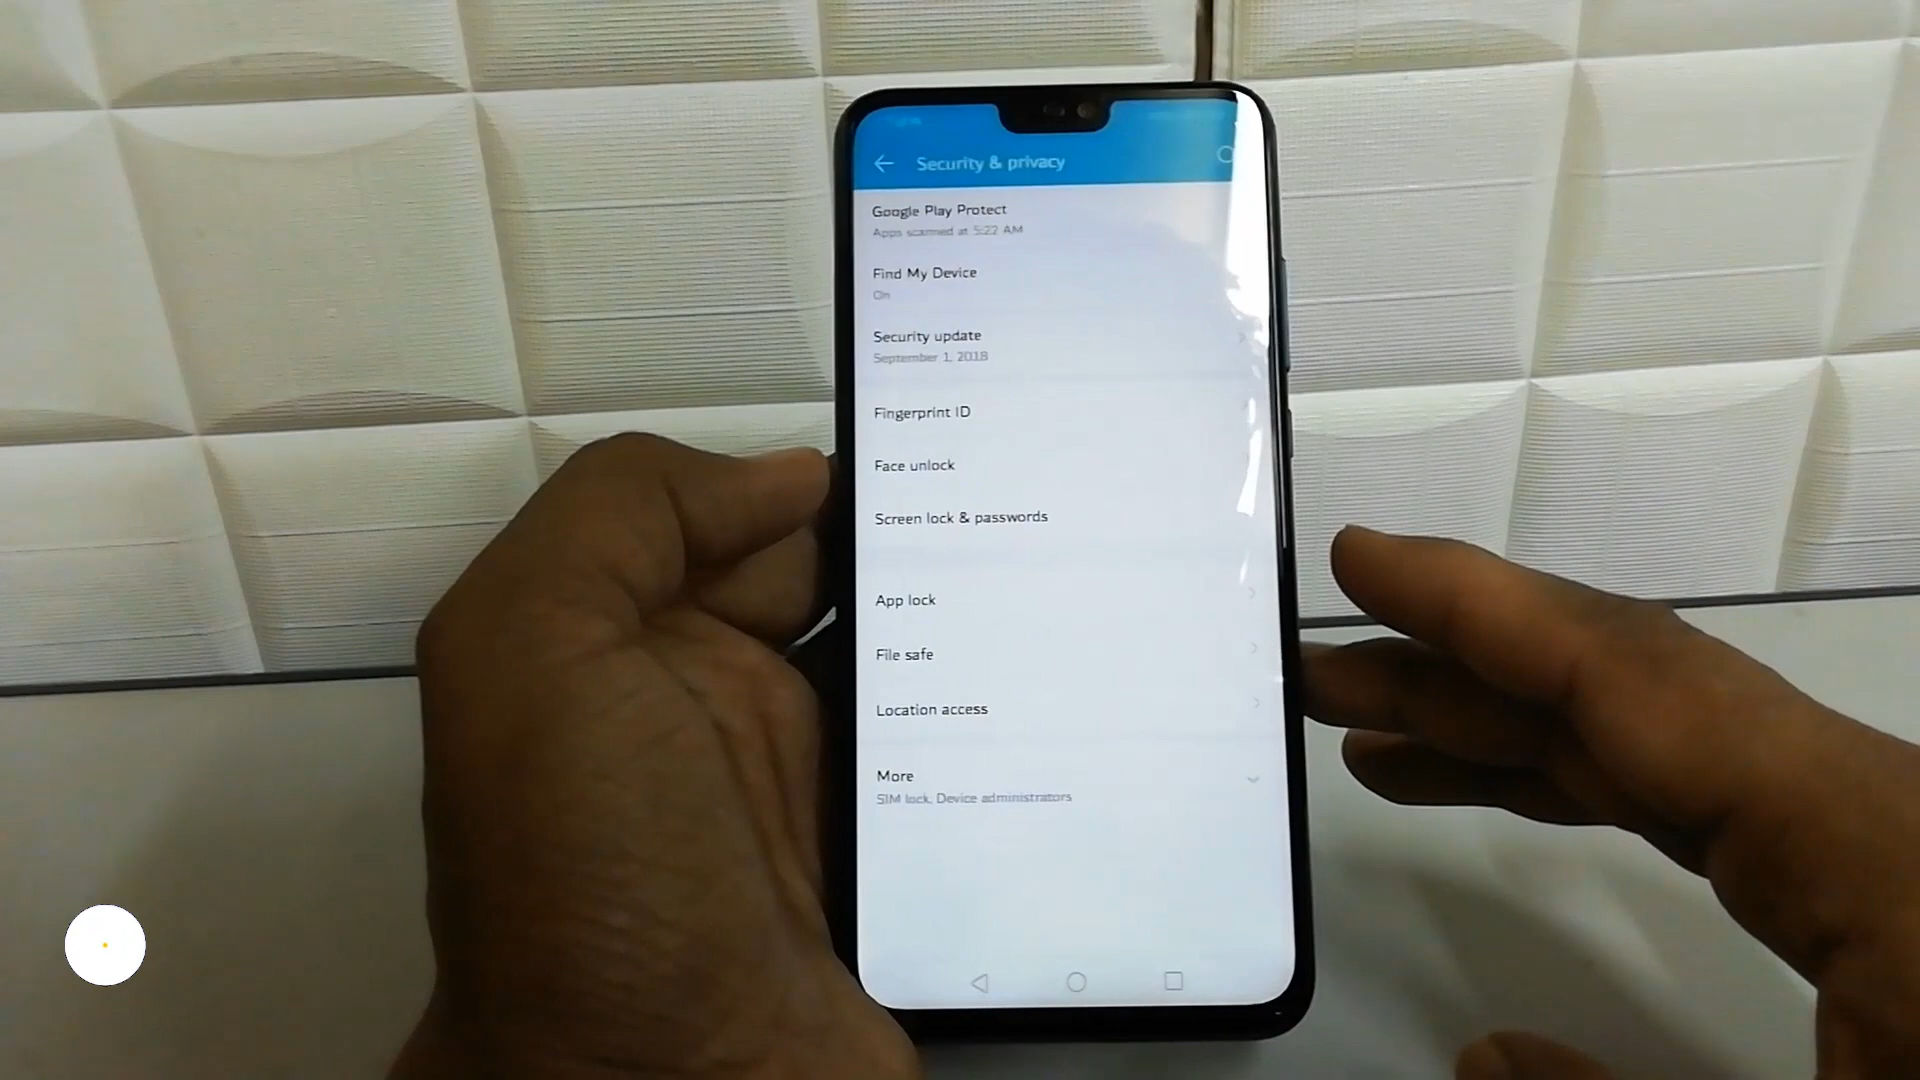 Security & privacy
Google Play Protect
Apps scanned at 5:22 AM
Find My Device
On
Security update
September 1, 2018
Fingerprint ID
Face unlock
Screen lock & passwords
App lock
File safe
Location access
More
SIM lock, Device administrators